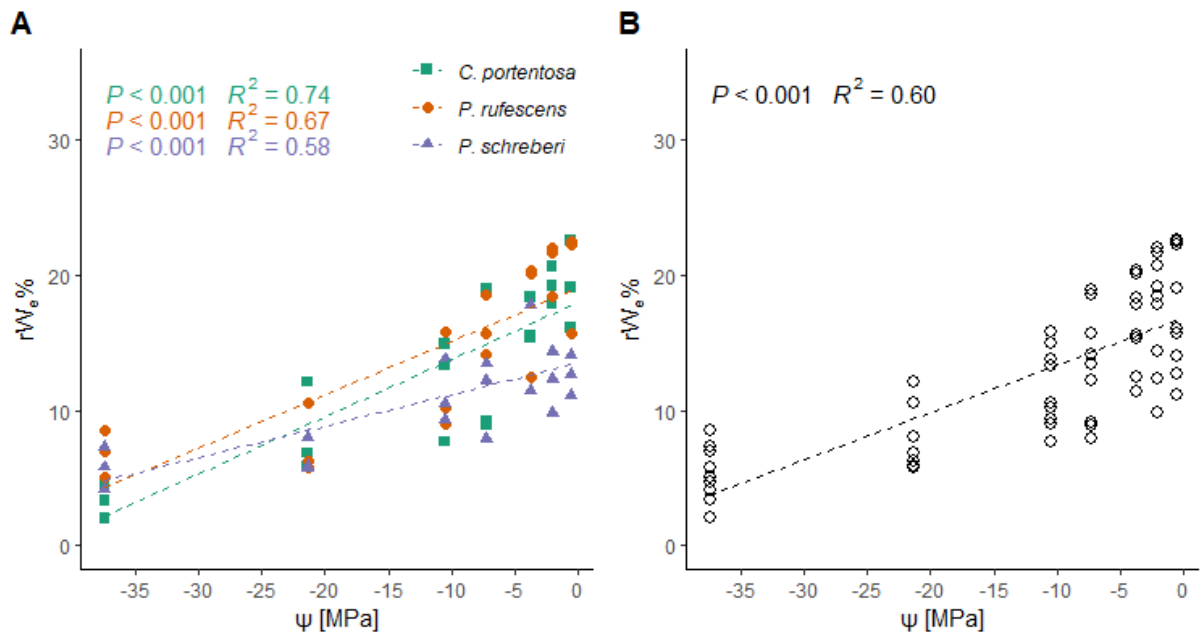 A
P < 0.001 R² = 0.74
P < 0.001 R² = 0.67
P < 0.001 R² = 0.58
C. portentosa
P. rufescens
P. schreberi
30
20
10
0
rWₑ%
-35 -30 -25 -20 -15 -10 -5 0
ψ [MPa]
B
P < 0.001 R² = 0.60
30
20
10
0
rWₑ%
-35 -30 -25 -20 -15 -10 -5 0
ψ [MPa]